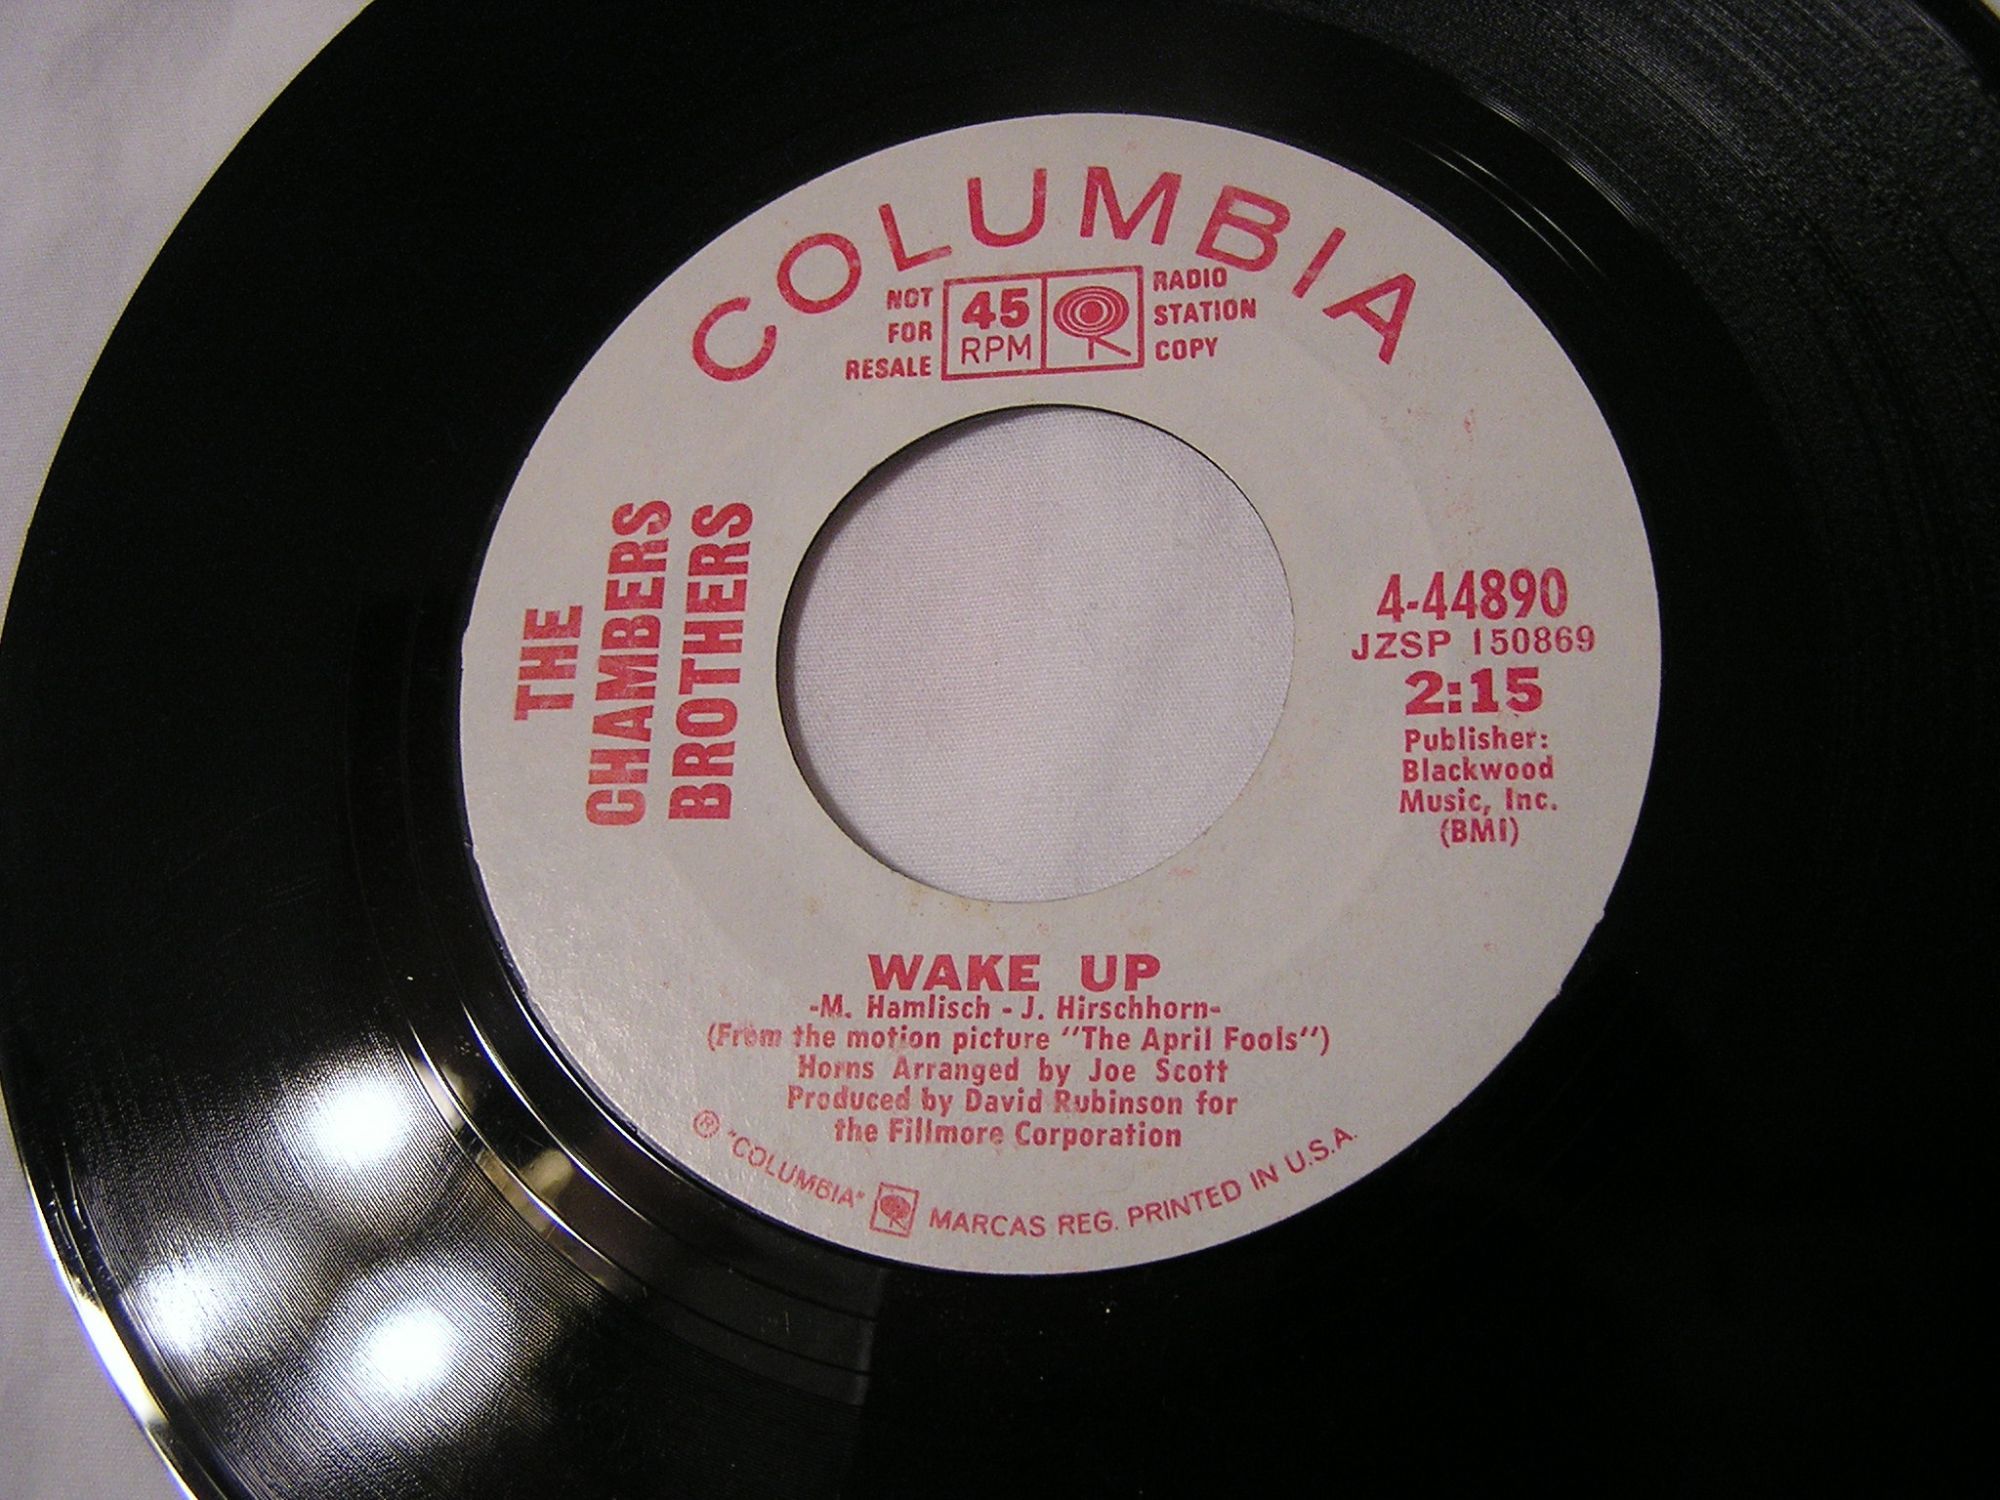 COLUMBIA
NOT
FOR
RESALE
45
RPM
RADIO
STATION
COPY
THE
CHAMBERS
BROTHERS
4-44890
JZSP 150869
2:15
Publisher:
Blackwood
Music, Inc.
(BMI)
WAKE UP
-M. Hamlisch - J. Hirschhorn-
(From the motion picture "The April Fools")
Horns Arranged by Joe Scott
Produced by David Rubinson for
the Fillmore Corporation
® "COLUMBIA" MARCAS REG. PRINTED IN U.S.A.